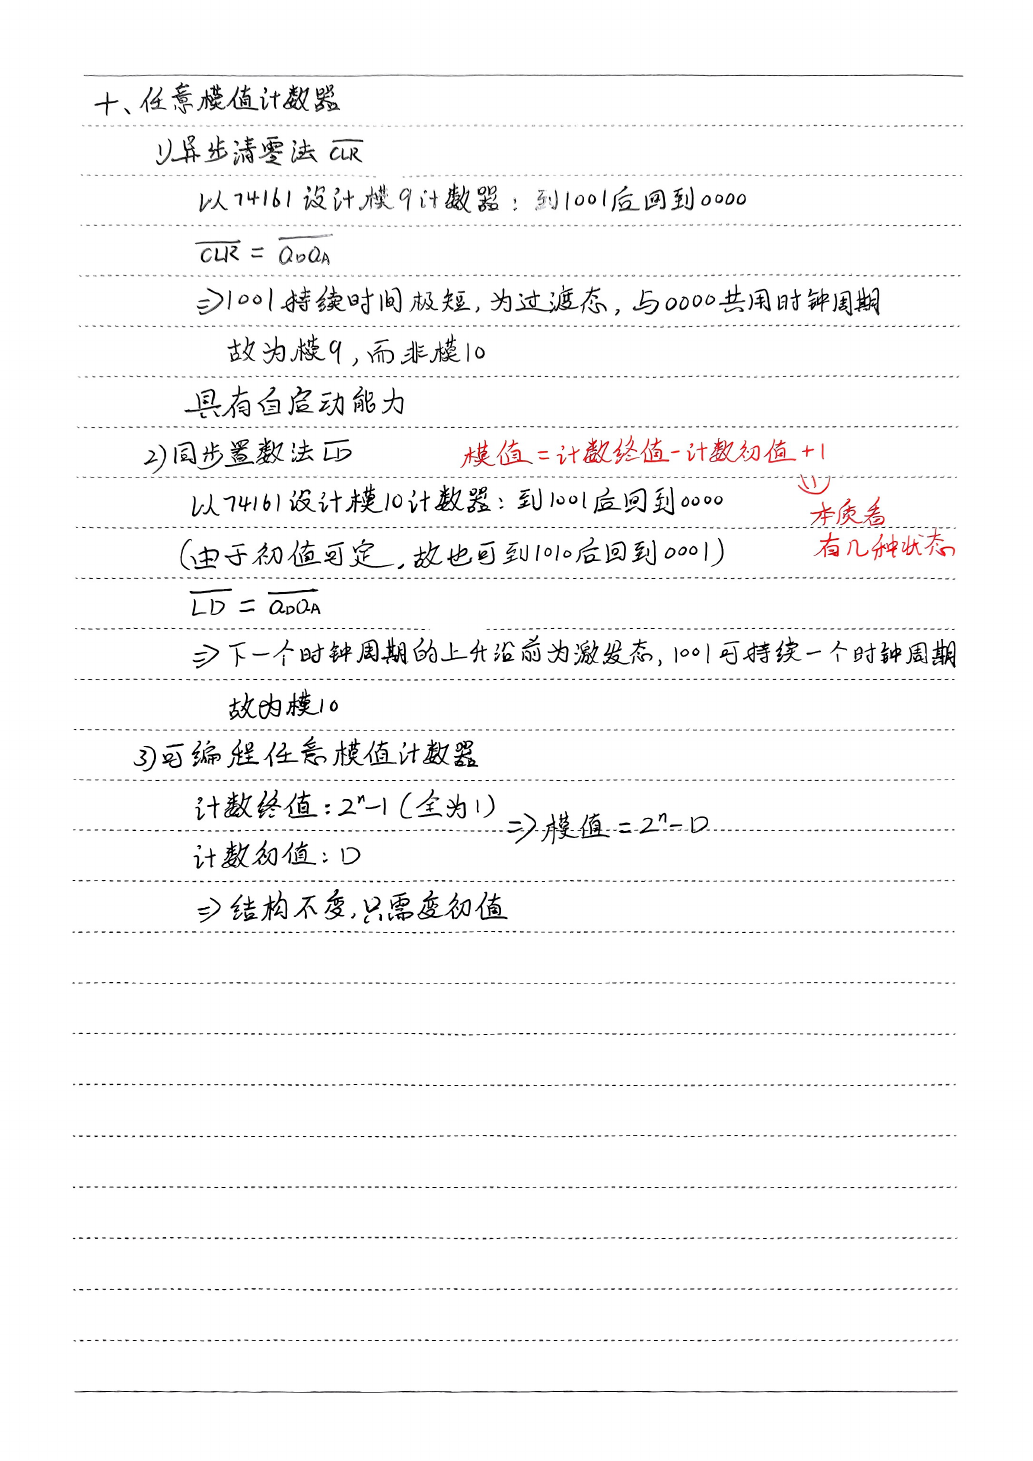 十、任意模值计数器
1)异步清零法 \overline{CLR}
以74161设计模9计数器：到1001后回到0000
\overline{CLR} = \overline{Q_DQ_A}
⇒1001持续时间极短，为过渡态，与0000共用时钟周期
故为模9，而非模10
具有自启动能力
2)同步置数法 \overline{LD} 模值=计数终值-计数初值+1
以74161设计模10计数器：到1001后回到0000
本质看
有几种状态
(由于初值可定，故也可到1010后回到0001)
\overline{LD} = \overline{Q_DQ_A}
⇒下一个时钟周期的上升沿前为激发态，1001可持续一个时钟周期
故为模10
3)可编程任意模值计数器
计数终值：2^n-1(全为1)
⇒模值=2^n-D
计数初值：D
⇒结构不变，只需变初值